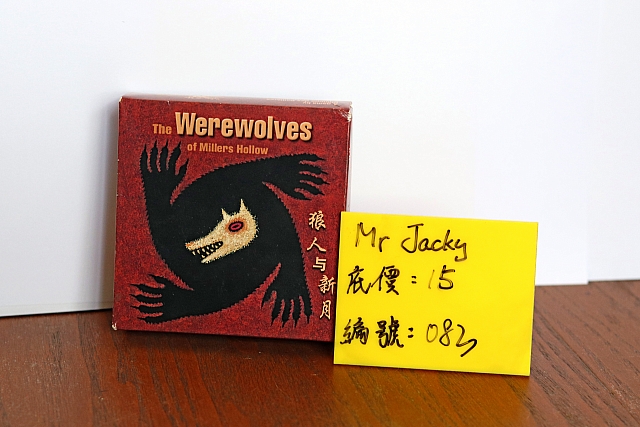 The Werewolves
of Millers Hollow
狼人与新月
Mr Jacky
底價：15
編號：082